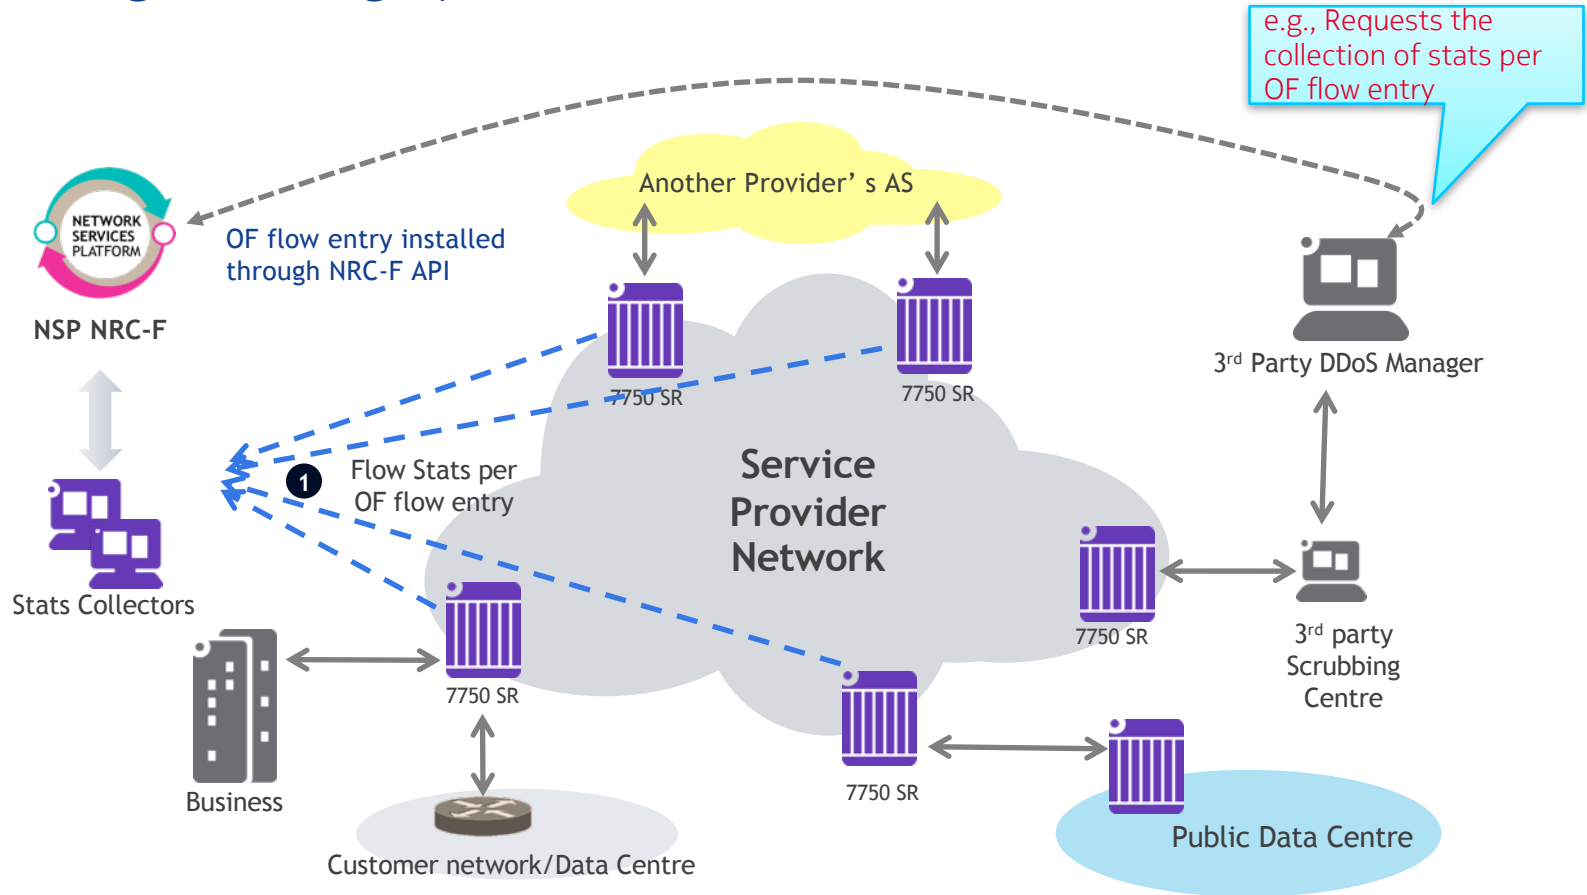 e.g., Requests the
collection of stats per
OF flow entry
Another Provider’ s AS
NETWORK
SERVICES
PLATFORM
OF flow entry installed
through NRC-F API
NSP NRC-F
3rd Party DDoS Manager
7750 SR
7750 SR
1
Flow Stats per
OF flow entry
Service
Provider
Network
Stats Collectors
7750 SR
3rd party
Scrubbing
Centre
7750 SR
7750 SR
Business
Public Data Centre
Customer network/Data Centre